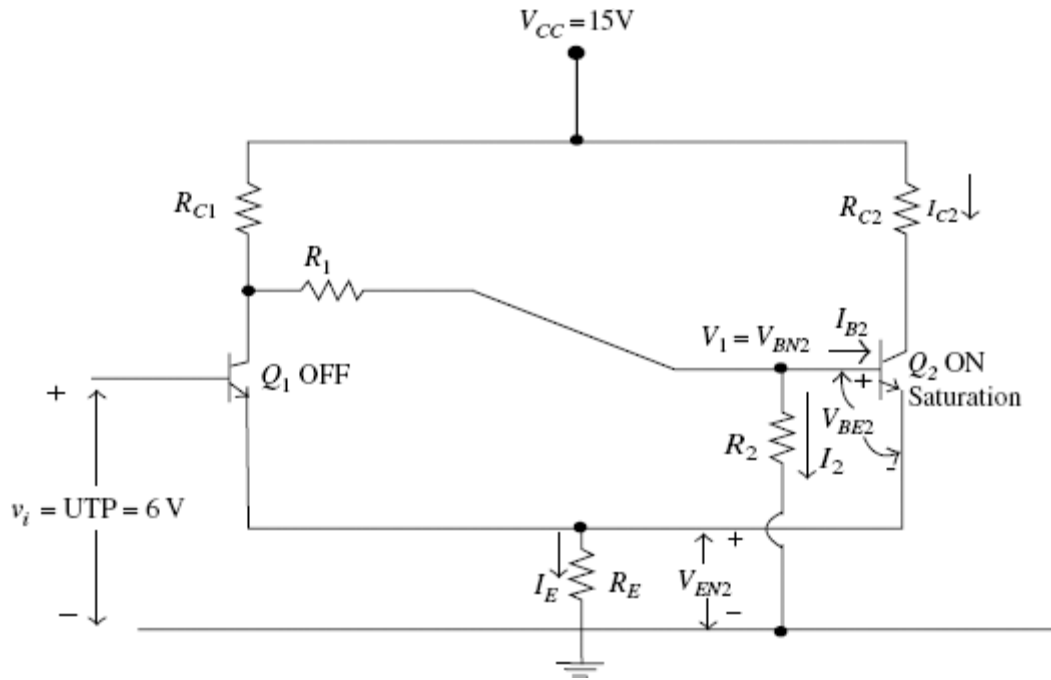 V_CC = 15V
R_C1
R_C2
I_C2
R_1
V_1 = V_BN2
I_B2
Q_1 OFF
Q_2 ON
Saturation
+
+
V_BE2
-
R_2
I_2
v_i = UTP = 6 V
+
I_E
R_E
V_EN2
−
−